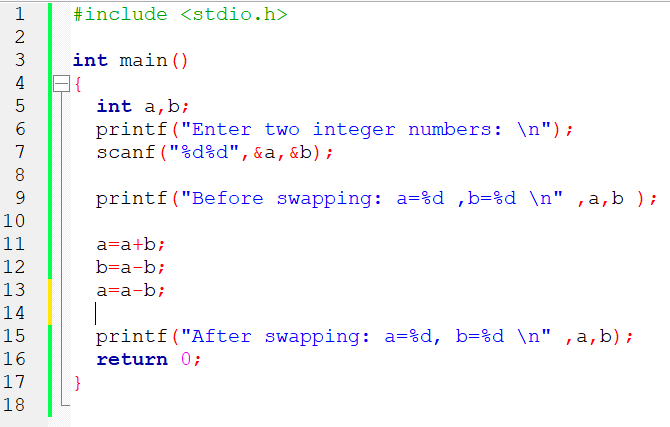 1 #include <stdio.h>
2
3 int main()
4 {
5 int a,b;
6 printf("Enter two integer numbers: \n");
7 scanf("%d%d",&a,&b);
8
9 printf("Before swapping: a=%d ,b=%d \n" ,a,b );
10
11 a=a+b;
12 b=a-b;
13 a=a-b;
14
15 printf("After swapping: a=%d, b=%d \n" ,a,b);
16 return 0;
17 }
18